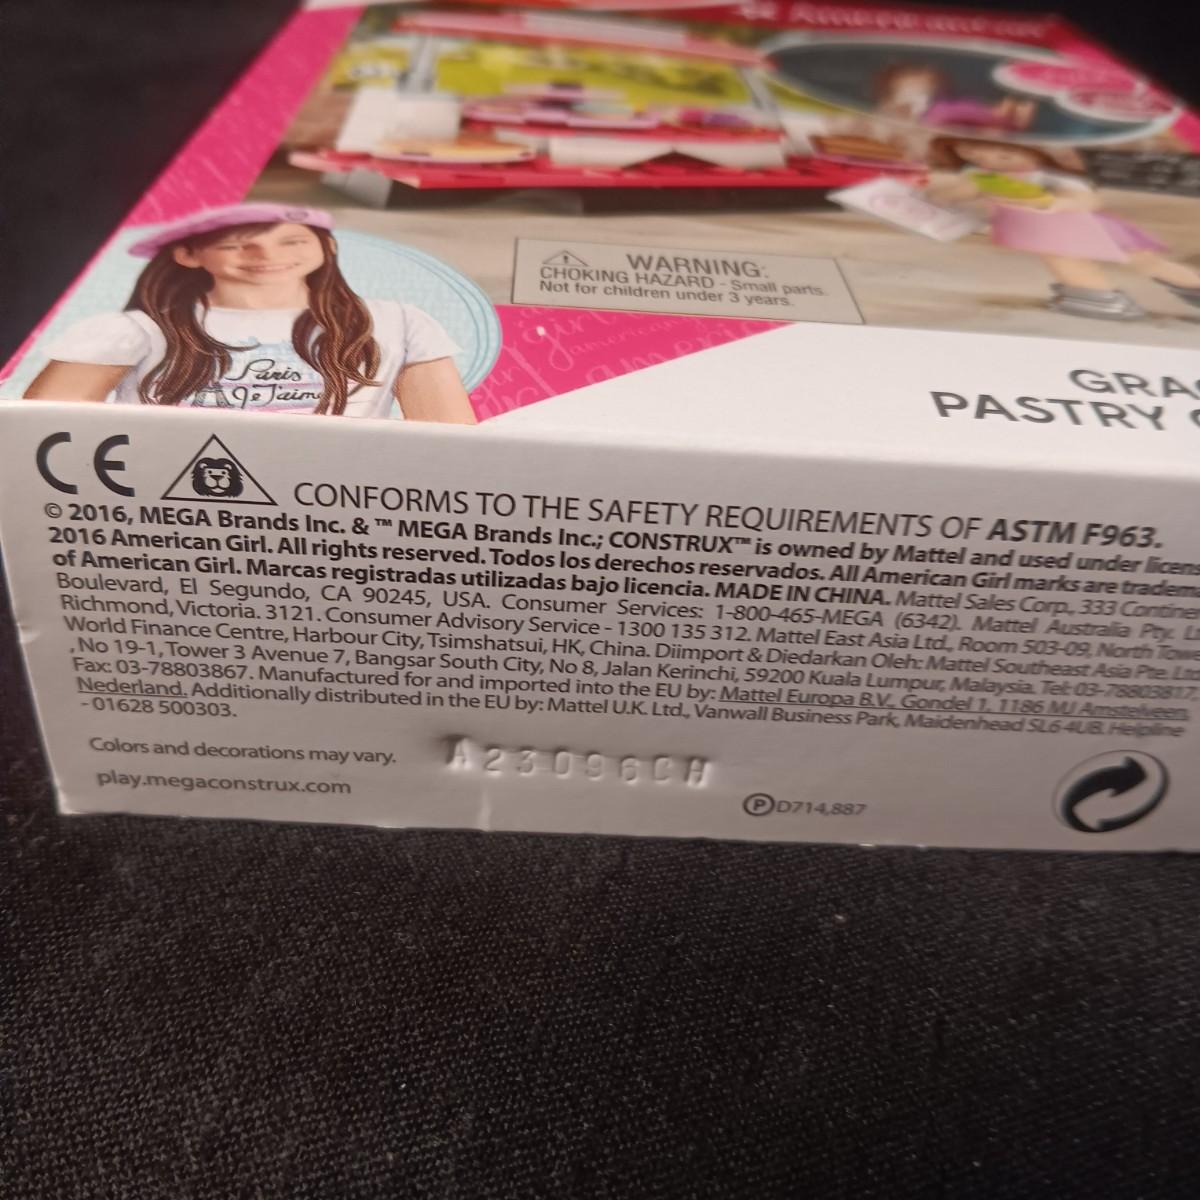 WARNING:
CHOKING HAZARD - Small parts.
Not for children under 3 years.
Paris
Je T'aime
GRA
PASTRY
CE
CONFORMS TO THE SAFETY REQUIREMENTS OF ASTM F963.
© 2016, MEGA Brands Inc. & ™ MEGA Brands Inc.; CONSTRUX™ is owned by Mattel and used under licens
2016 American Girl. All rights reserved. Todos los derechos reservados. All American Girl marks are tradem
of American Girl. Marcas registradas utilizadas bajo licencia. MADE IN CHINA. Mattel Sales Corp., 333 Contine
Boulevard, El Segundo, CA 90245, USA. Consumer Services: 1-800-465-MEGA (6342). Mattel Australia Pty. L
Richmond, Victoria. 3121. Consumer Advisory Service - 1300 135 312. Mattel East Asia Ltd., Room 503-09, North Towe
World Finance Centre, Harbour City, Tsimshatsui, HK, China. Diimport & Diedarkan Oleh: Mattel Southeast Asia Pte. Lt
, No 19-1, Tower 3 Avenue 7, Bangsar South City, No 8, Jalan Kerinchi, 59200 Kuala Lumpur, Malaysia. Tel: 03-78803817
Fax: 03-78803867. Manufactured for and imported into the EU by: Mattel Europa B.V., Gondel 1, 1186 MJ Amstelveen,
Nederland. Additionally distributed in the EU by: Mattel U.K. Ltd., Vanwall Business Park, Maidenhead SL6 4UB. Helpline
- 01628 500303.
Colors and decorations may vary.
A23096CH
play.megaconstrux.com
Ⓟ D714,887